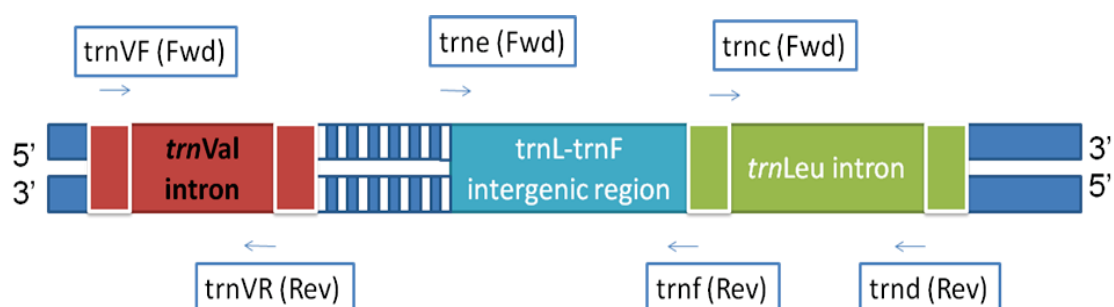 trnVF (Fwd)
trne (Fwd)
trnc (Fwd)
5’
3’
trnVal
intron
trnL-trnF
intergenic region
trnLeu intron
3’
5’
trnVR (Rev)
trnf (Rev)
trnd (Rev)